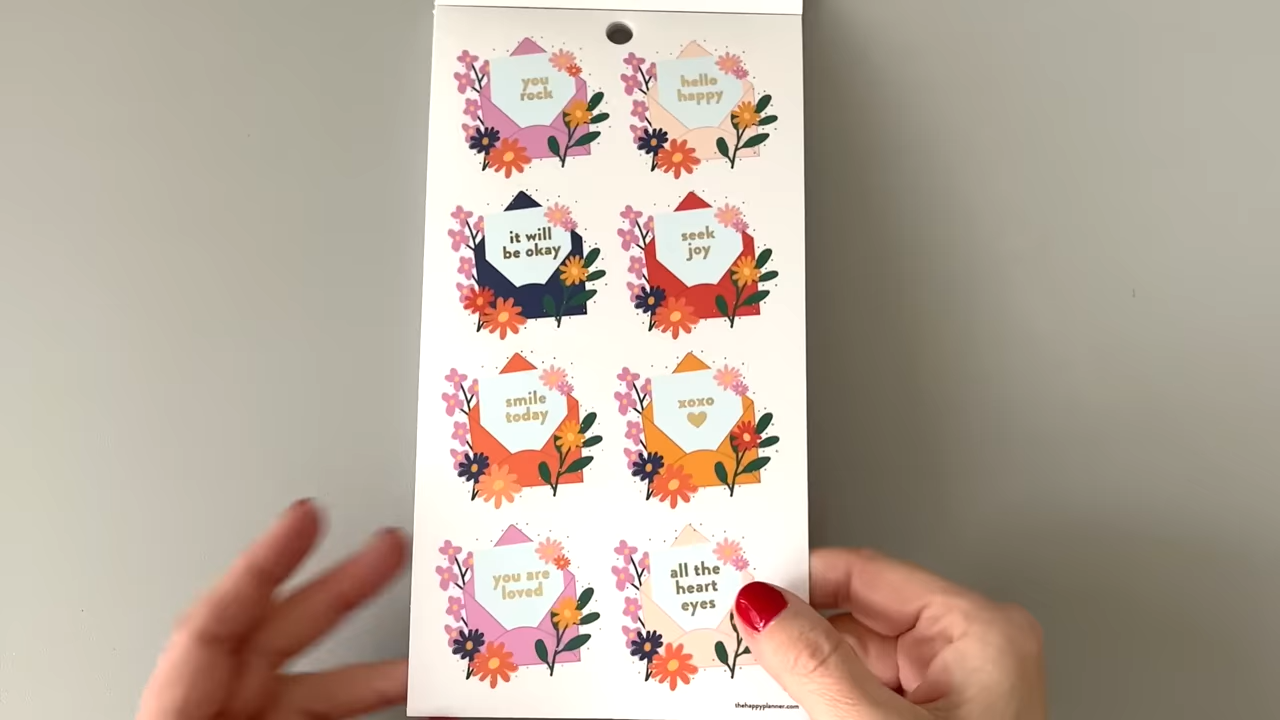 you
rock
hello
happy
it will
be okay
seek
joy
smile
today
xoxo
you are
loved
all the
heart
eyes
thehappyplanner.com